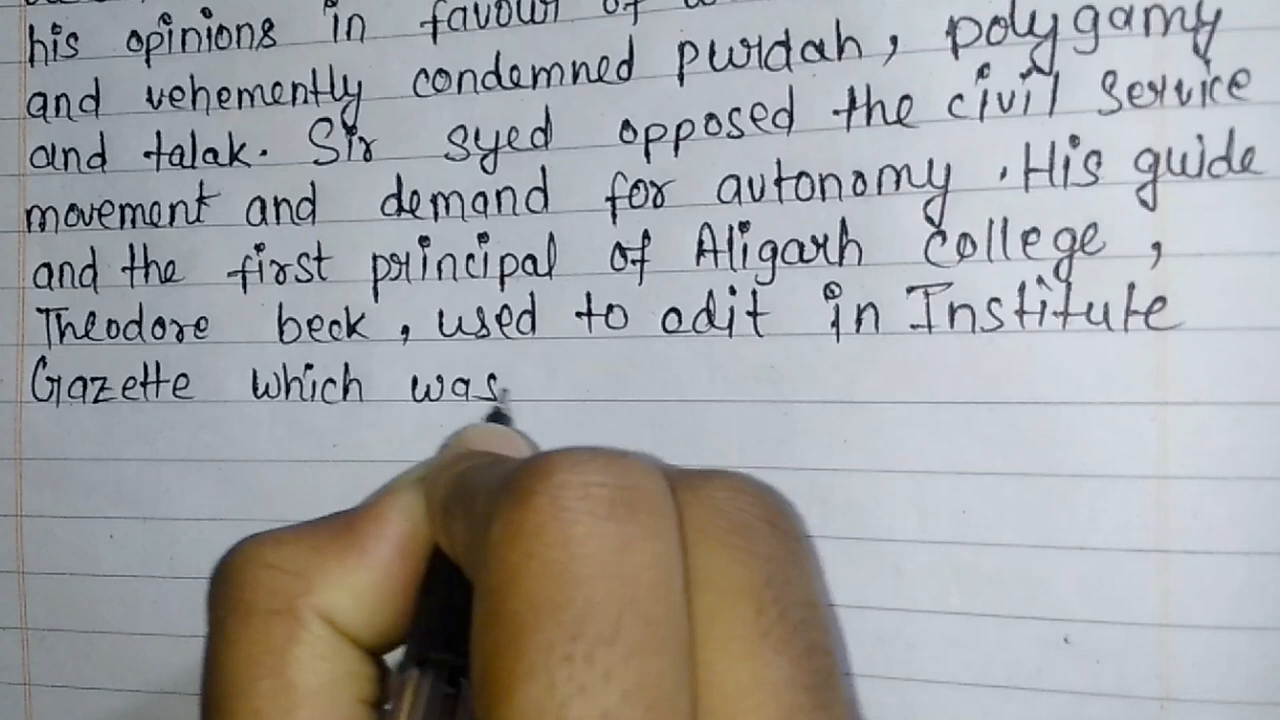 his opinions in favour of
and vehemently condemned purdah, polygamy
and talak. Sir syed opposed the civil Service
movement and demand for autonomy. His guide
and the first principal of Aligarh College,
Theodore beck, used to edit in Institute
Gazette which was